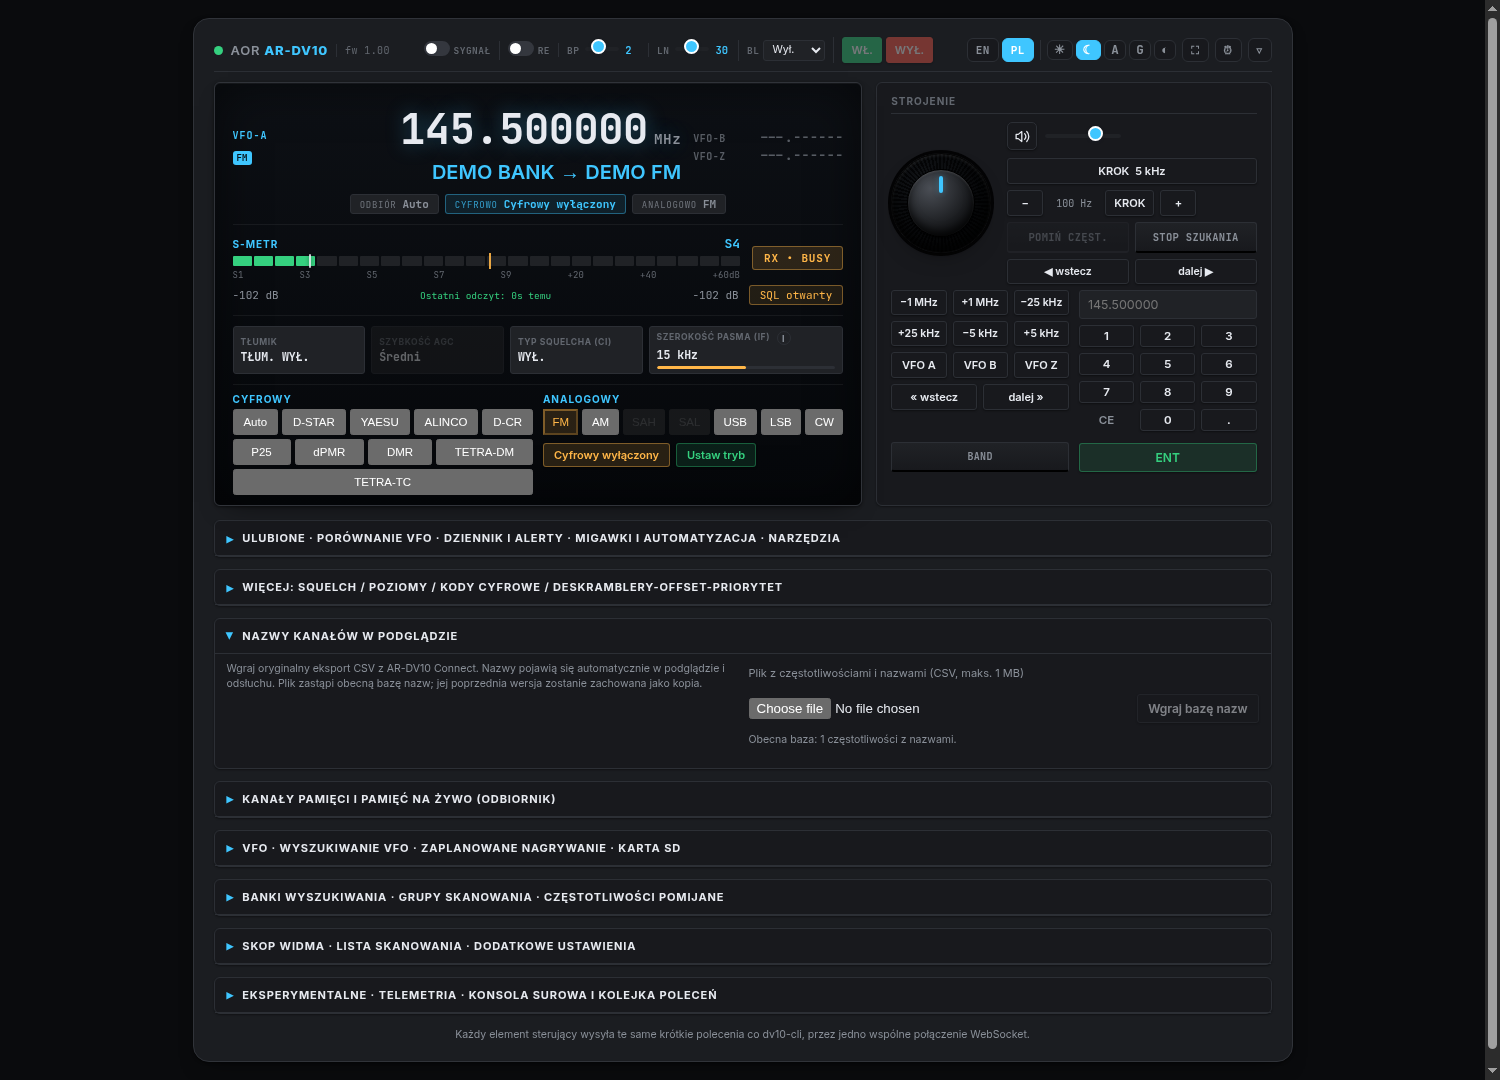 AOR AR-DV10 fw 1.00 SYGNAŁ RE BP 2 LN 30 BL Wył. WŁ. WYŁ. EN PL A G
VFO-A
FM
145.500000 MHz
VFO-B ---.------
VFO-Z ---.------
DEMO BANK → DEMO FM
ODBIÓR Auto CYFROWO Cyfrowy wyłączony ANALOGOWO FM
S-METR S4
RX • BUSY
S1 S3 S5 S7 S9 +20 +40 +60dB
-102 dB Ostatni odczyt: 0s temu -102 dB SQL otwarty
TŁUMIK
TŁUM. WYŁ.
SZYBKOŚĆ AGC
Średni
TYP SQUELCHA (CI)
WYŁ.
SZEROKOŚĆ PASMA (IF) I
15 kHz
CYFROWY
Auto D-STAR YAESU ALINCO D-CR
P25 dPMR DMR TETRA-DM
TETRA-TC
ANALOGOWY
FM AM SAH SAL USB LSB CW
Cyfrowy wyłączony Ustaw tryb
STROJENIE
KROK 5 kHz
− 100 Hz KROK +
POMIŃ CZĘST. STOP SZUKANIA
◀ wstecz dalej ▶
−1 MHz +1 MHz −25 kHz
+25 kHz −5 kHz +5 kHz
VFO A VFO B VFO Z
« wstecz dalej »
BAND
145.500000
1 2 3
4 5 6
7 8 9
CE 0 .
ENT
▶ ULUBIONE · PORÓWNANIE VFO · DZIENNIK I ALERTY · MIGAWKI I AUTOMATYZACJA · NARZĘDZIA
▶ WIĘCEJ: SQUELCH / POZIOMY / KODY CYFROWE / DESKRAMBLERY-OFFSET-PRIORYTET
▼ NAZWY KANAŁÓW W PODGLĄDZIE
Wgraj oryginalny eksport CSV z AR-DV10 Connect. Nazwy pojawią się automatycznie w podglądzie i
odsłuchu. Plik zastąpi obecną bazę nazw; jej poprzednia wersja zostanie zachowana jako kopia.
Plik z częstotliwościami i nazwami (CSV, maks. 1 MB)
Choose file No file chosen Wgraj bazę nazw
Obecna baza: 1 częstotliwości z nazwami.
▶ KANAŁY PAMIĘCI I PAMIĘĆ NA ŻYWO (ODBIORNIK)
▶ VFO · WYSZUKIWANIE VFO · ZAPLANOWANE NAGRYWANIE · KARTA SD
▶ BANKI WYSZUKIWANIA · GRUPY SKANOWANIA · CZĘSTOTLIWOŚCI POMIJANE
▶ SKOP WIDMA · LISTA SKANOWANIA · DODATKOWE USTAWIENIA
▶ EKSPERYMENTALNE · TELEMETRIA · KONSOLA SUROWA I KOLEJKA POLECEŃ
Każdy element sterujący wysyła te same krótkie polecenia co dv10-cli, przez jedno wspólne połączenie WebSocket.